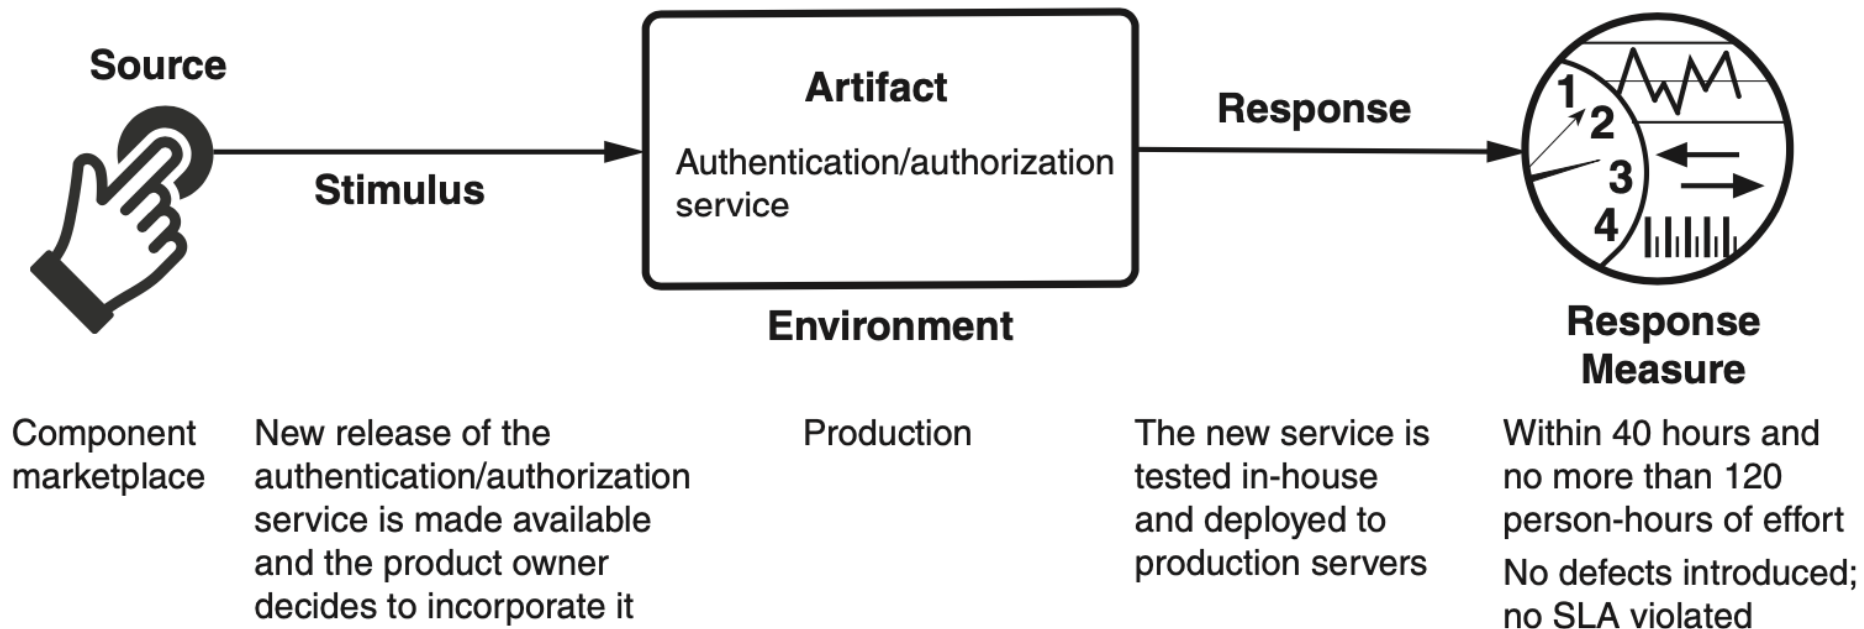 Source
Stimulus
Artifact
Authentication/authorization
service
Environment
Response
1
2
3
4
Response
Measure
Component
marketplace
New release of the
authentication/authorization
service is made available
and the product owner
decides to incorporate it
Production
The new service is
tested in-house
and deployed to
production servers
Within 40 hours and
no more than 120
person-hours of effort
No defects introduced;
no SLA violated